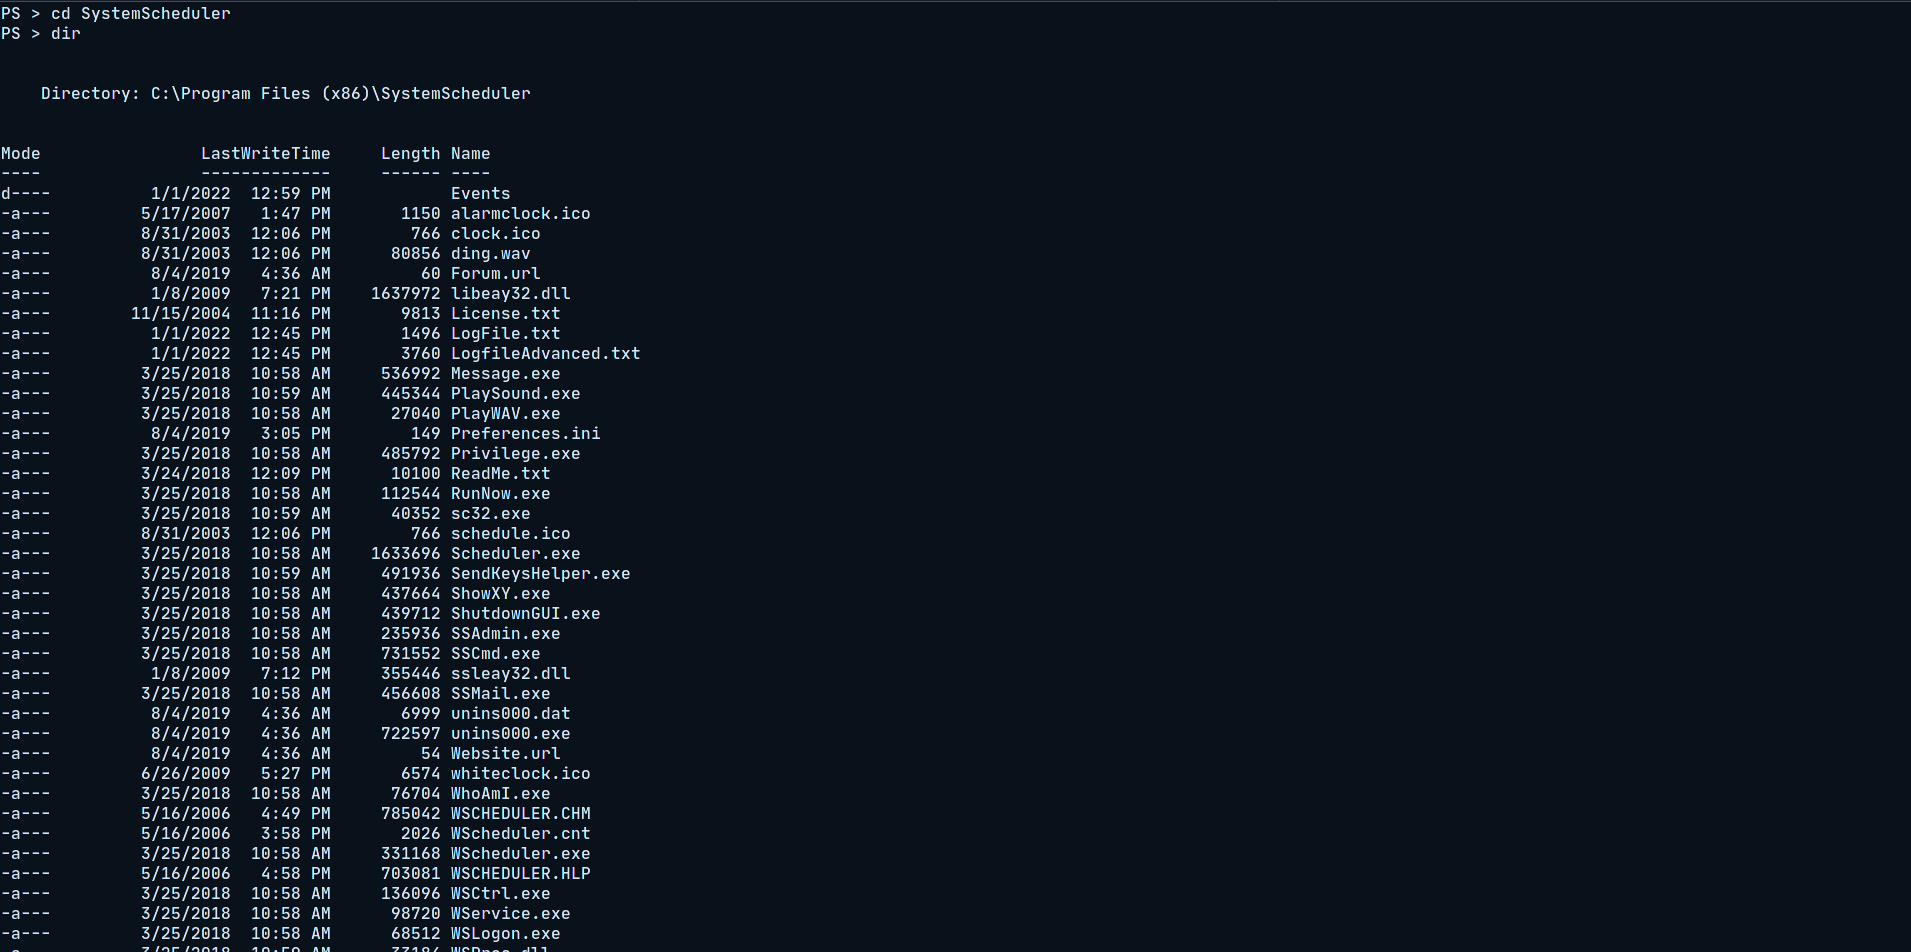 PS > cd SystemScheduler
PS > dir
Directory: C:\Program Files (x86)\SystemScheduler
Mode                LastWriteTime     Length Name
----                -------------     ------ ----
d----          1/1/2022  12:59 PM            Events
-a---         5/17/2007   1:47 PM       1150 alarmclock.ico
-a---         8/31/2003  12:06 PM        766 clock.ico
-a---         8/31/2003  12:06 PM      80856 ding.wav
-a---          8/4/2019   4:36 AM         60 Forum.url
-a---          1/8/2009   7:21 PM    1637972 libeay32.dll
-a---        11/15/2004  11:16 PM       9813 License.txt
-a---          1/1/2022  12:45 PM       1496 LogFile.txt
-a---          1/1/2022  12:45 PM       3760 LogfileAdvanced.txt
-a---         3/25/2018  10:58 AM     536992 Message.exe
-a---         3/25/2018  10:59 AM     445344 PlaySound.exe
-a---         3/25/2018  10:58 AM      27040 PlayWAV.exe
-a---          8/4/2019   3:05 PM        149 Preferences.ini
-a---         3/25/2018  10:58 AM     485792 Privilege.exe
-a---         3/24/2018  12:09 PM      10100 ReadMe.txt
-a---         3/25/2018  10:58 AM     112544 RunNow.exe
-a---         3/25/2018  10:59 AM      40352 sc32.exe
-a---         8/31/2003  12:06 PM        766 schedule.ico
-a---         3/25/2018  10:58 AM    1633696 Scheduler.exe
-a---         3/25/2018  10:59 AM     491936 SendKeysHelper.exe
-a---         3/25/2018  10:58 AM     437664 ShowXY.exe
-a---         3/25/2018  10:58 AM     439712 ShutdownGUI.exe
-a---         3/25/2018  10:58 AM     235936 SSAdmin.exe
-a---         3/25/2018  10:58 AM     731552 SSCmd.exe
-a---          1/8/2009   7:12 PM     355446 ssleay32.dll
-a---         3/25/2018  10:58 AM     456608 SSMail.exe
-a---          8/4/2019   4:36 AM       6999 unins000.dat
-a---          8/4/2019   4:36 AM     722597 unins000.exe
-a---          8/4/2019   4:36 AM         54 Website.url
-a---         6/26/2009   5:27 PM       6574 whiteclock.ico
-a---         3/25/2018  10:58 AM      76704 WhoAmI.exe
-a---         5/16/2006   4:49 PM     785042 WSCHEDULER.CHM
-a---         5/16/2006   3:58 PM       2026 WScheduler.cnt
-a---         3/25/2018  10:58 AM     331168 WScheduler.exe
-a---         5/16/2006   4:58 PM     703081 WSCHEDULER.HLP
-a---         3/25/2018  10:58 AM     136096 WSCtrl.exe
-a---         3/25/2018  10:58 AM      98720 WService.exe
-a---         3/25/2018  10:58 AM      68512 WSLogon.exe